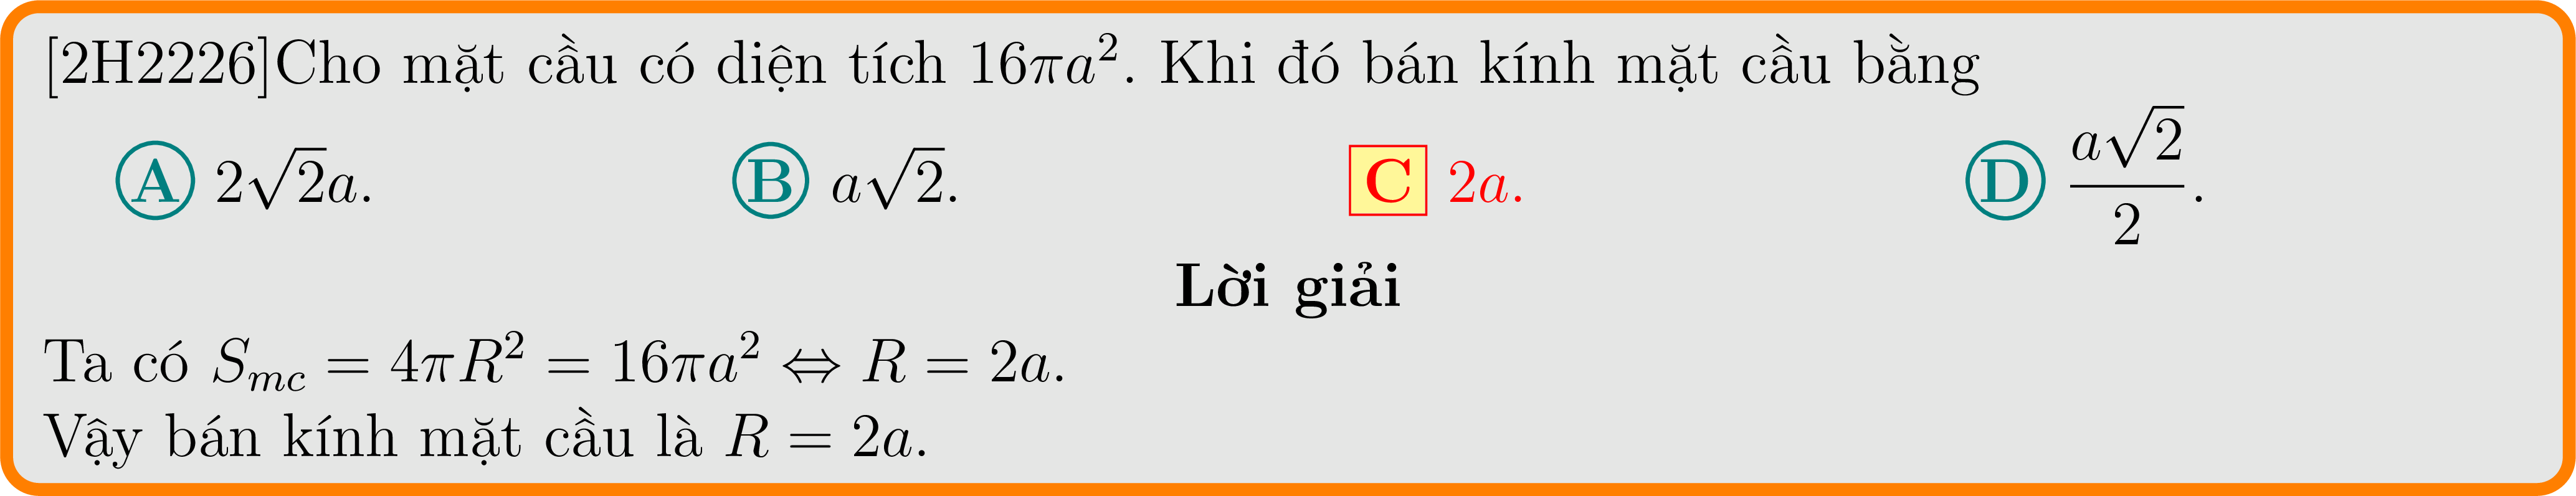 [2H2226]Cho mặt cầu có diện tích $16\pi a^2$. Khi đó bán kính mặt cầu bằng
A $2\sqrt{2}a$. B $a\sqrt{2}$. C $2a$. D $\dfrac{a\sqrt{2}}{2}$.
Lời giải
Ta có $S_{mc} = 4\pi R^2 = 16\pi a^2 \Leftrightarrow R = 2a$.
Vậy bán kính mặt cầu là $R = 2a$.